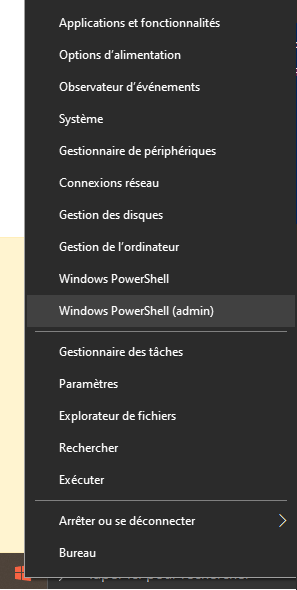 Applications et fonctionnalités
Options d’alimentation
Observateur d’événements
Système
Gestionnaire de périphériques
Connexions réseau
Gestion des disques
Gestion de l’ordinateur
Windows PowerShell
Windows PowerShell (admin)
Gestionnaire des tâches
Paramètres
Explorateur de fichiers
Rechercher
Exécuter
Arrêter ou se déconnecter
Bureau